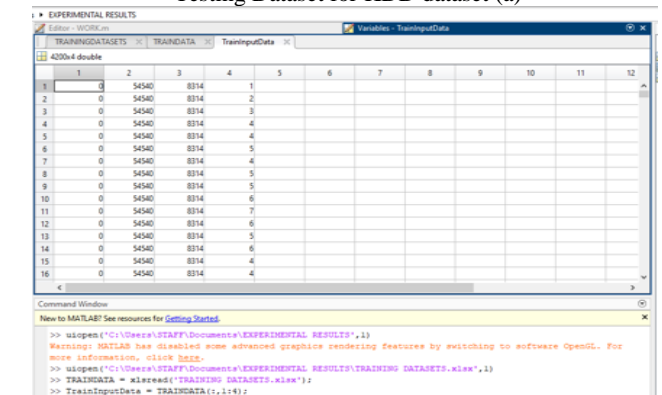 Testing Dataset for KDD dataset (a)
▸ EXPERIMENTAL RESULTS
Editor - WORK.m
Variables - TrainInputData
TRAININGDATASETS × TRAINDATA × TrainInputData ×
4200x4 double
1 2 3 4 5 6 7 8 9 10 11 12
1 0 54540 8314 1
2 0 54540 8314 2
3 0 54540 8314 3
4 0 54540 8314 4
5 0 54540 8314 4
6 0 54540 8314 5
7 0 54540 8314 4
8 0 54540 8314 5
9 0 54540 8314 5
10 0 54540 8314 6
11 0 54540 8314 7
12 0 54540 8314 6
13 0 54540 8314 5
14 0 54540 8314 6
15 0 54540 8314 4
16 0 54540 8314 4
Command Window
New to MATLAB? See resources for Getting Started.
>> uiopen('C:\Users\STAFF\Documents\EXPERIMENTAL RESULTS',1)
Warning: MATLAB has disabled some advanced graphics rendering features by switching to software OpenGL. For
more information, click here.
>> uiopen('C:\Users\STAFF\Documents\EXPERIMENTAL RESULTS\TRAINING DATASETS.xlsx',1)
>> TRAINDATA = xlsread('TRAINING DATASETS.xlsx');
>> TrainInputData = TRAINDATA(:,1:4);